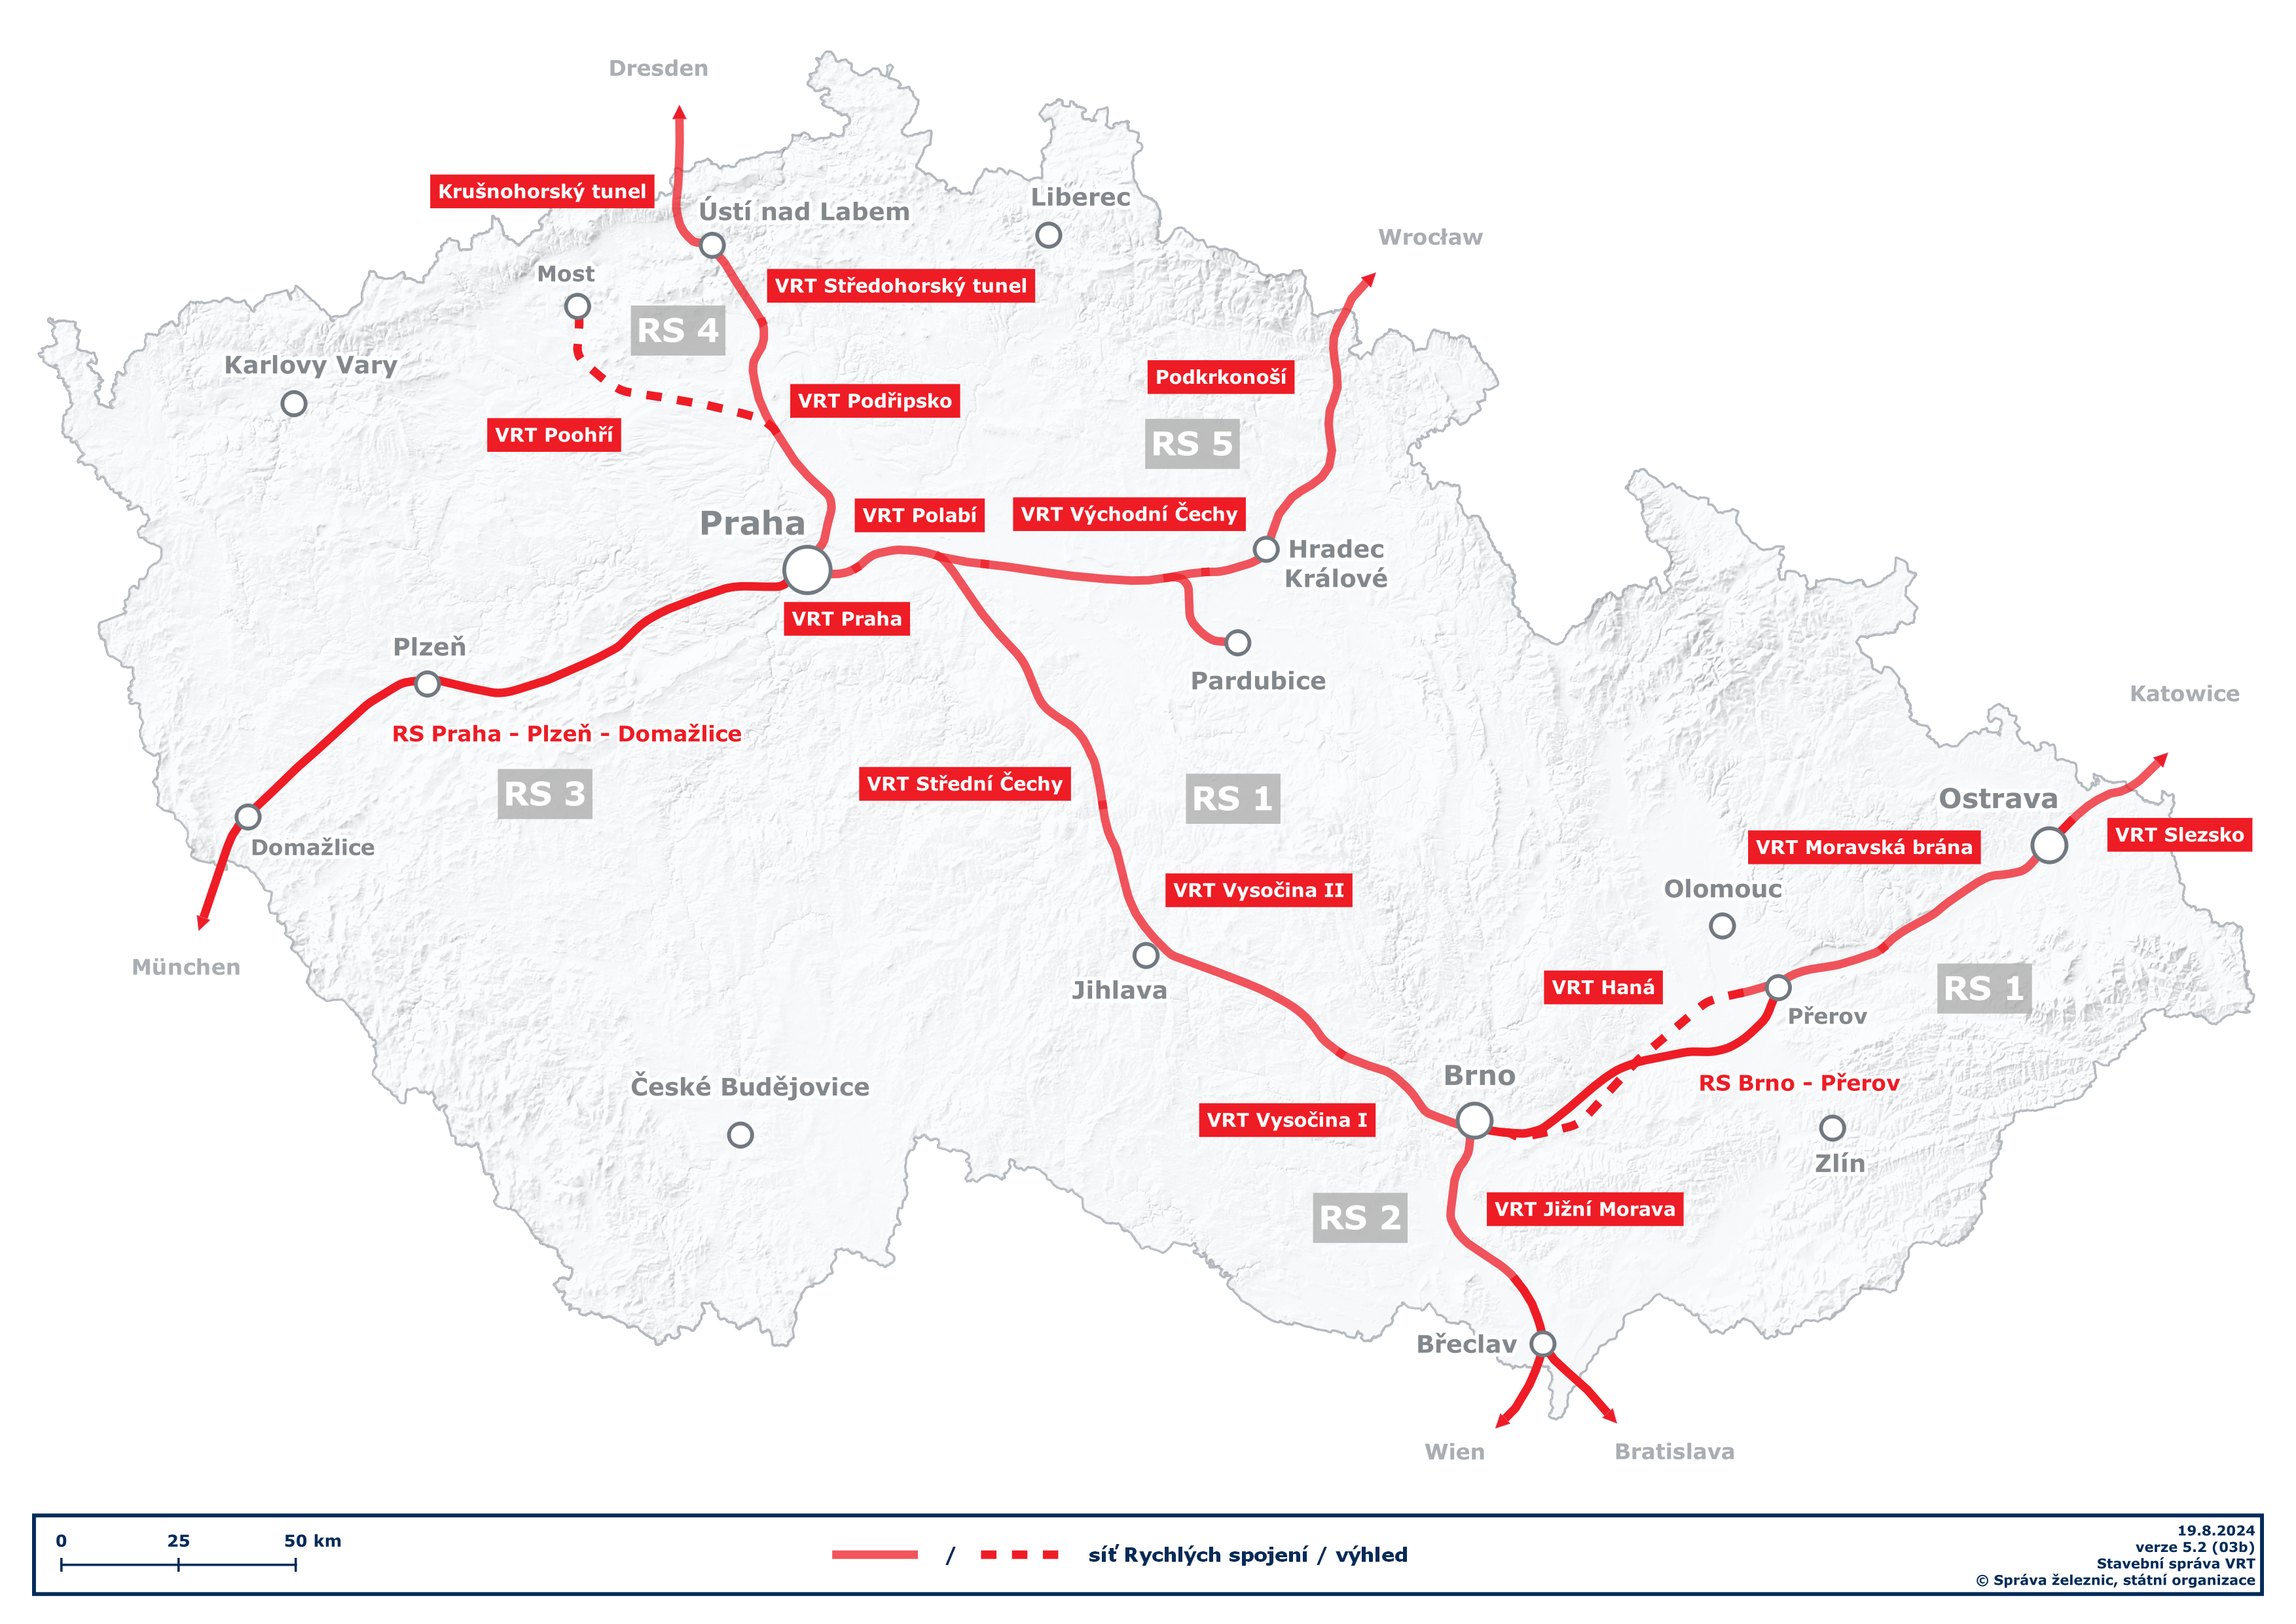 Dresden
Krušnohorský tunel
Ústí nad Labem
Liberec
Wrocław
Most
VRT Středohorský tunel
RS 4
Karlovy Vary
Podkrkonoší
VRT Podřipsko
VRT Poohří
RS 5
Praha
VRT Polabí
VRT Východní Čechy
Hradec
Králové
VRT Praha
Plzeň
Pardubice
Katowice
RS Praha - Plzeň - Domažlice
VRT Střední Čechy
RS 3
RS 1
Ostrava
VRT Slezsko
Domažlice
VRT Moravská brána
VRT Vysočina II
Olomouc
München
Jihlava
VRT Haná
RS 1
Přerov
Brno
RS Brno - Přerov
České Budějovice
VRT Vysočina I
Zlín
RS 2
VRT Jižní Morava
Břeclav
Wien
Bratislava
0 25 50 km
/ síť Rychlých spojení / výhled
19.8.2024
verze 5.2 (03b)
Stavební správa VRT
© Správa železnic, státní organizace